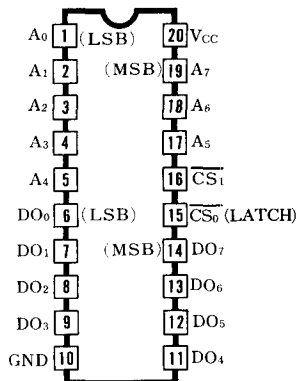 A₀ 1 (LSB) 20 VCC
A₁ 2 (MSB) 19 A₇
A₂ 3 18 A₆
A₃ 4 17 A₅
A₄ 5 16 C̅S̅₁
DO₀ 6 (LSB) 15 C̅S̅₀ (LATCH)
DO₁ 7 (MSB) 14 DO₇
DO₂ 8 13 DO₆
DO₃ 9 12 DO₅
GND 10 11 DO₄